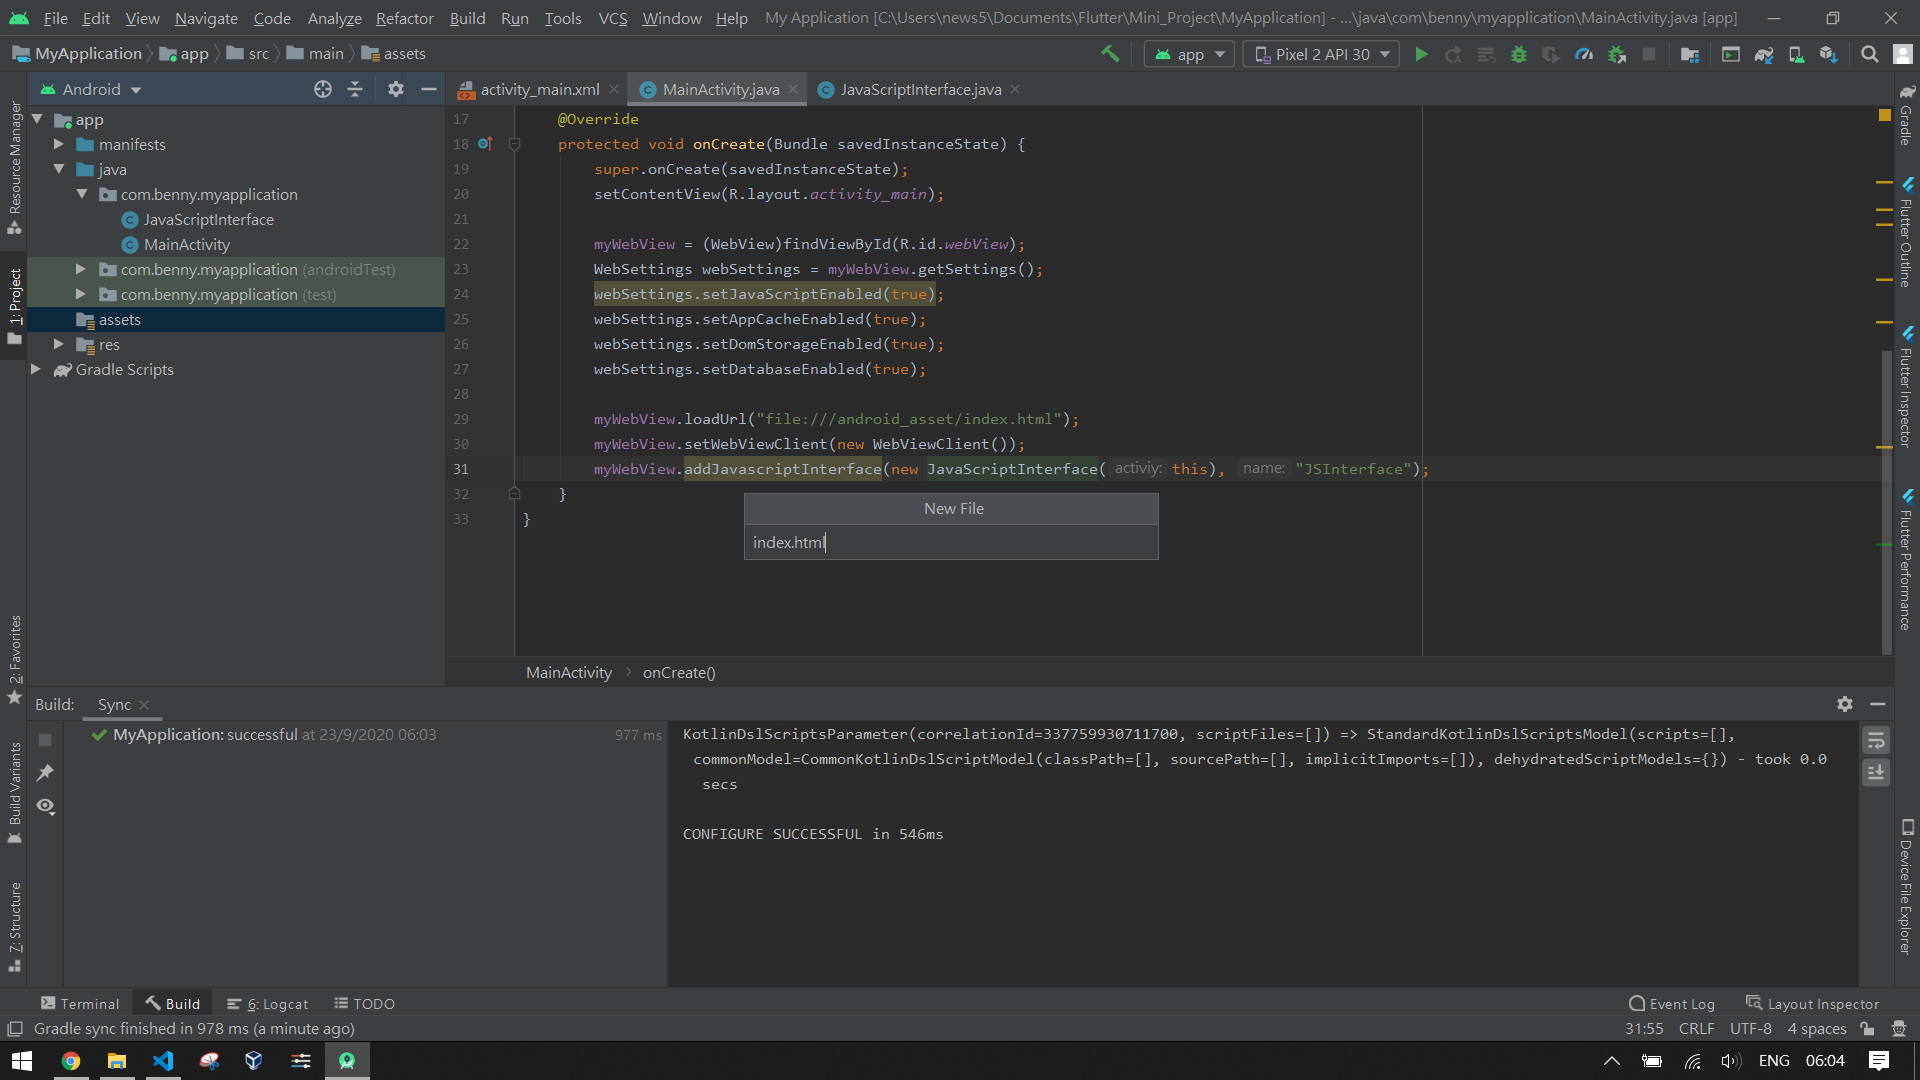 File Edit View Navigate Code Analyze Refactor Build Run Tools VCS Window Help My Application [C:\Users\news5\Documents\Flutter\Mini_Project\MyApplication] - ...\java\com\benny\myapplication\MainActivity.java [app]
MyApplication app src main assets
app Pixel 2 API 30
Android
activity_main.xml MainActivity.java JavaScriptInterface.java
app
manifests
java
com.benny.myapplication
JavaScriptInterface
MainActivity
com.benny.myapplication (androidTest)
com.benny.myapplication (test)
assets
res
Gradle Scripts
Resource Manager
1: Project
2: Favorites
Build Variants
Z: Structure
17 @Override
18 protected void onCreate(Bundle savedInstanceState) {
19 super.onCreate(savedInstanceState);
20 setContentView(R.layout.activity_main);
21
22 myWebView = (WebView)findViewById(R.id.webView);
23 WebSettings webSettings = myWebView.getSettings();
24 webSettings.setJavaScriptEnabled(true);
25 webSettings.setAppCacheEnabled(true);
26 webSettings.setDomStorageEnabled(true);
27 webSettings.setDatabaseEnabled(true);
28
29 myWebView.loadUrl("file:///android_asset/index.html");
30 myWebView.setWebViewClient(new WebViewClient());
31 myWebView.addJavascriptInterface(new JavaScriptInterface( activiy: this), name: "JSInterface");
32 }
33 }
New File
index.html
MainActivity onCreate()
Gradle
Flutter Outline
Flutter Inspector
Flutter Performance
Device File Explorer
Build: Sync
MyApplication: successful at 23/9/2020 06:03 977 ms
KotlinDslScriptsParameter(correlationId=337759930711700, scriptFiles=[]) => StandardKotlinDslScriptsModel(scripts=[],
commonModel=CommonKotlinDslScriptModel(classPath=[], sourcePath=[], implicitImports=[]), dehydratedScriptModels={}) - took 0.0
secs
CONFIGURE SUCCESSFUL in 546ms
Terminal Build 6: Logcat TODO Event Log Layout Inspector
Gradle sync finished in 978 ms (a minute ago) 31:55 CRLF UTF-8 4 spaces
ENG 06:04